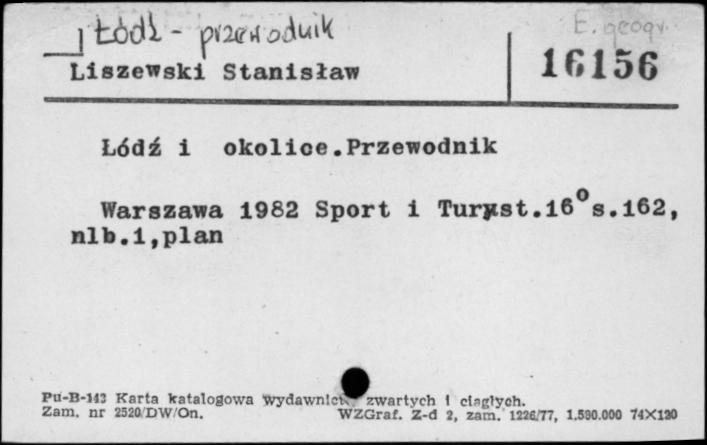 Łódź - przewodnik
E. geogr.
Liszewski Stanisław
16156
Łódź i okolice.Przewodnik
Warszawa 1982 Sport i Turyst.16° s.162,
nlb.1,plan
Pu-B-143 Karta katalogowa wydawnictw zwartych i ciągłych.
Zam. nr 2520/DW/On. WZGraf. Z-d 2, zam. 1226/77, 1.590.000 74×120